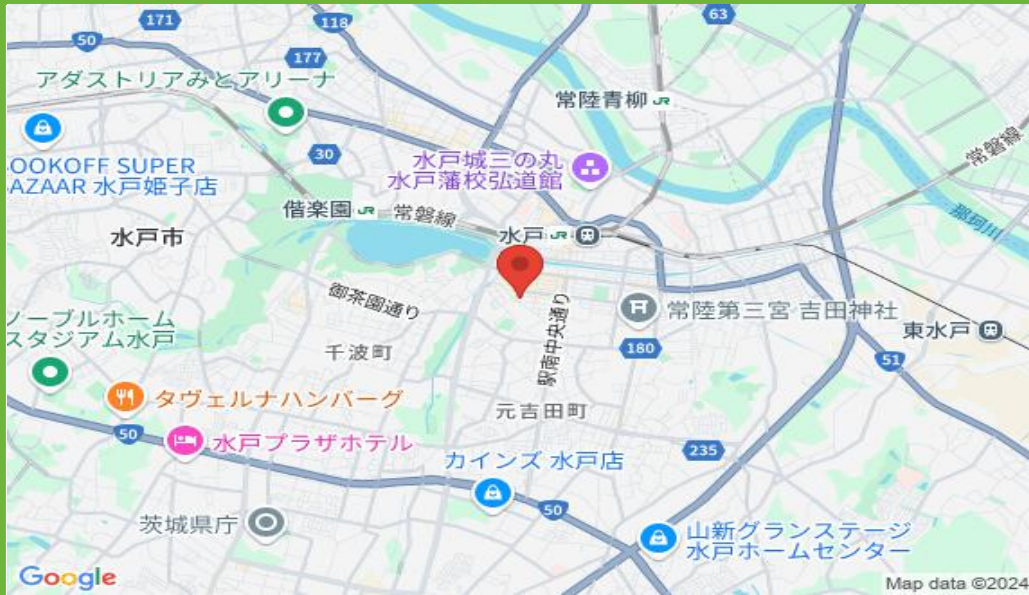 171
118
63
50
177
アダストリアみとアリーナ
常陸青柳 JR
30
水戸城三の丸
水戸藩校弘道館
常磐線
OOKOFF SUPER
AZAAR 水戸姫子店
偕楽園 JR
常磐線
水戸 JR
那珂川
水戸市
御茶園通り
駅南中央通り
常陸第三宮 吉田神社
ノーブルホーム
スタジアム水戸
千波町
180
東水戸
51
タヴェルナハンバーグ
元吉田町
50
水戸プラザホテル
235
カインズ 水戸店
50
茨城県庁
山新グランステージ
水戸ホームセンター
Google
Map data ©2024